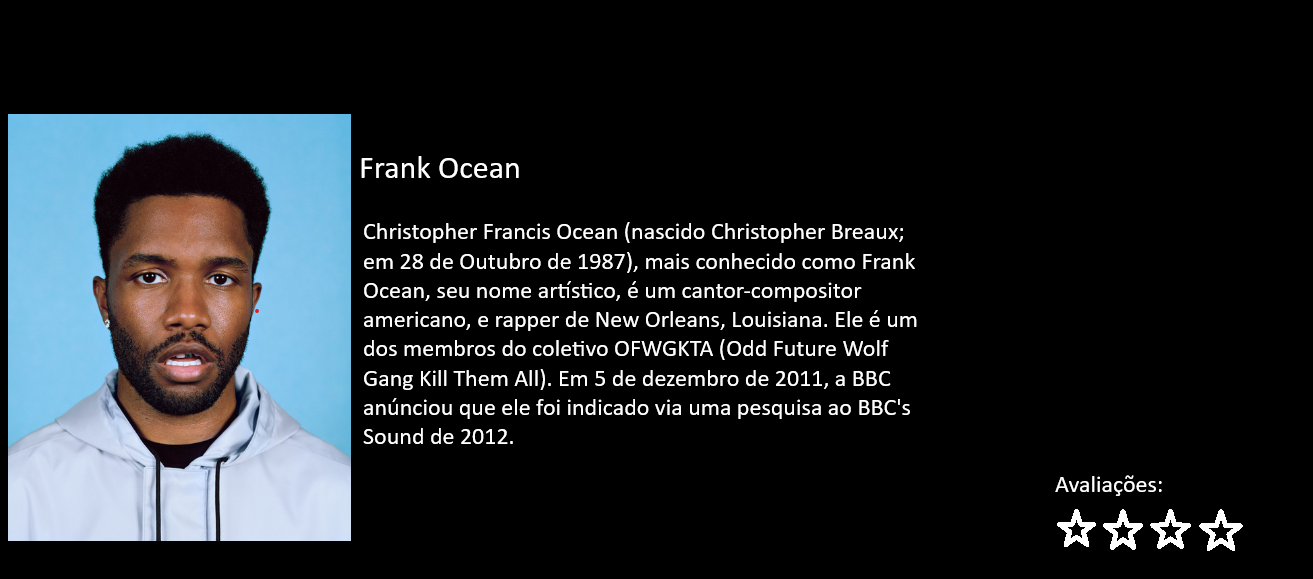 Frank Ocean
Christopher Francis Ocean (nascido Christopher Breaux;
em 28 de Outubro de 1987), mais conhecido como Frank
Ocean, seu nome artístico, é um cantor-compositor
americano, e rapper de New Orleans, Louisiana. Ele é um
dos membros do coletivo OFWGKTA (Odd Future Wolf
Gang Kill Them All). Em 5 de dezembro de 2011, a BBC
anúnciou que ele foi indicado via uma pesquisa ao BBC's
Sound de 2012.
Avaliações: